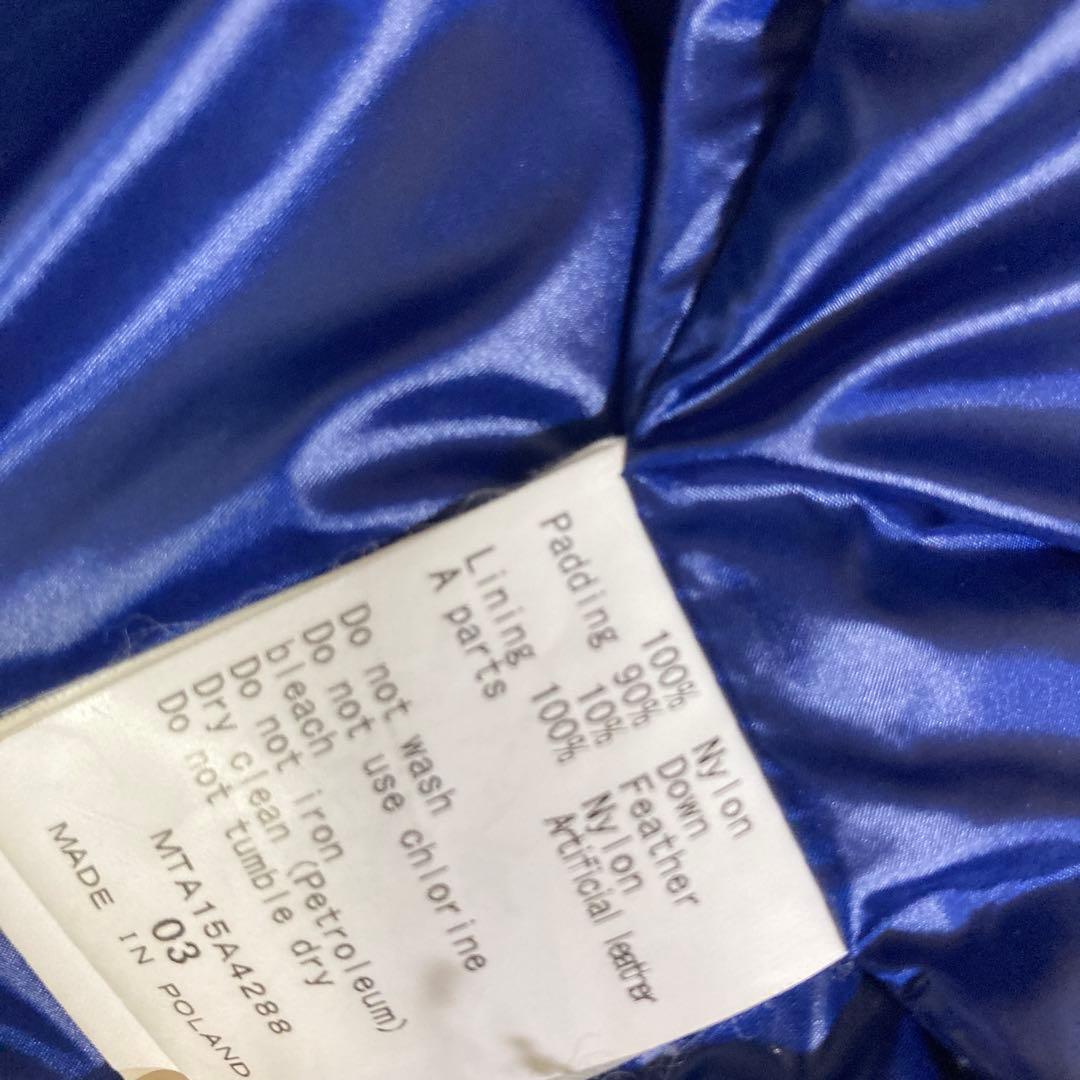 100% Nylon
Padding 90% Down
10% Feather
Lining 100% Nylon
A parts Artificial leather
Do not wash
Do not use chlorine
bleach
Do not iron
Dry clean (Petroleum)
Do not tumble dry
MTA15A4288
03
MADE IN POLAND